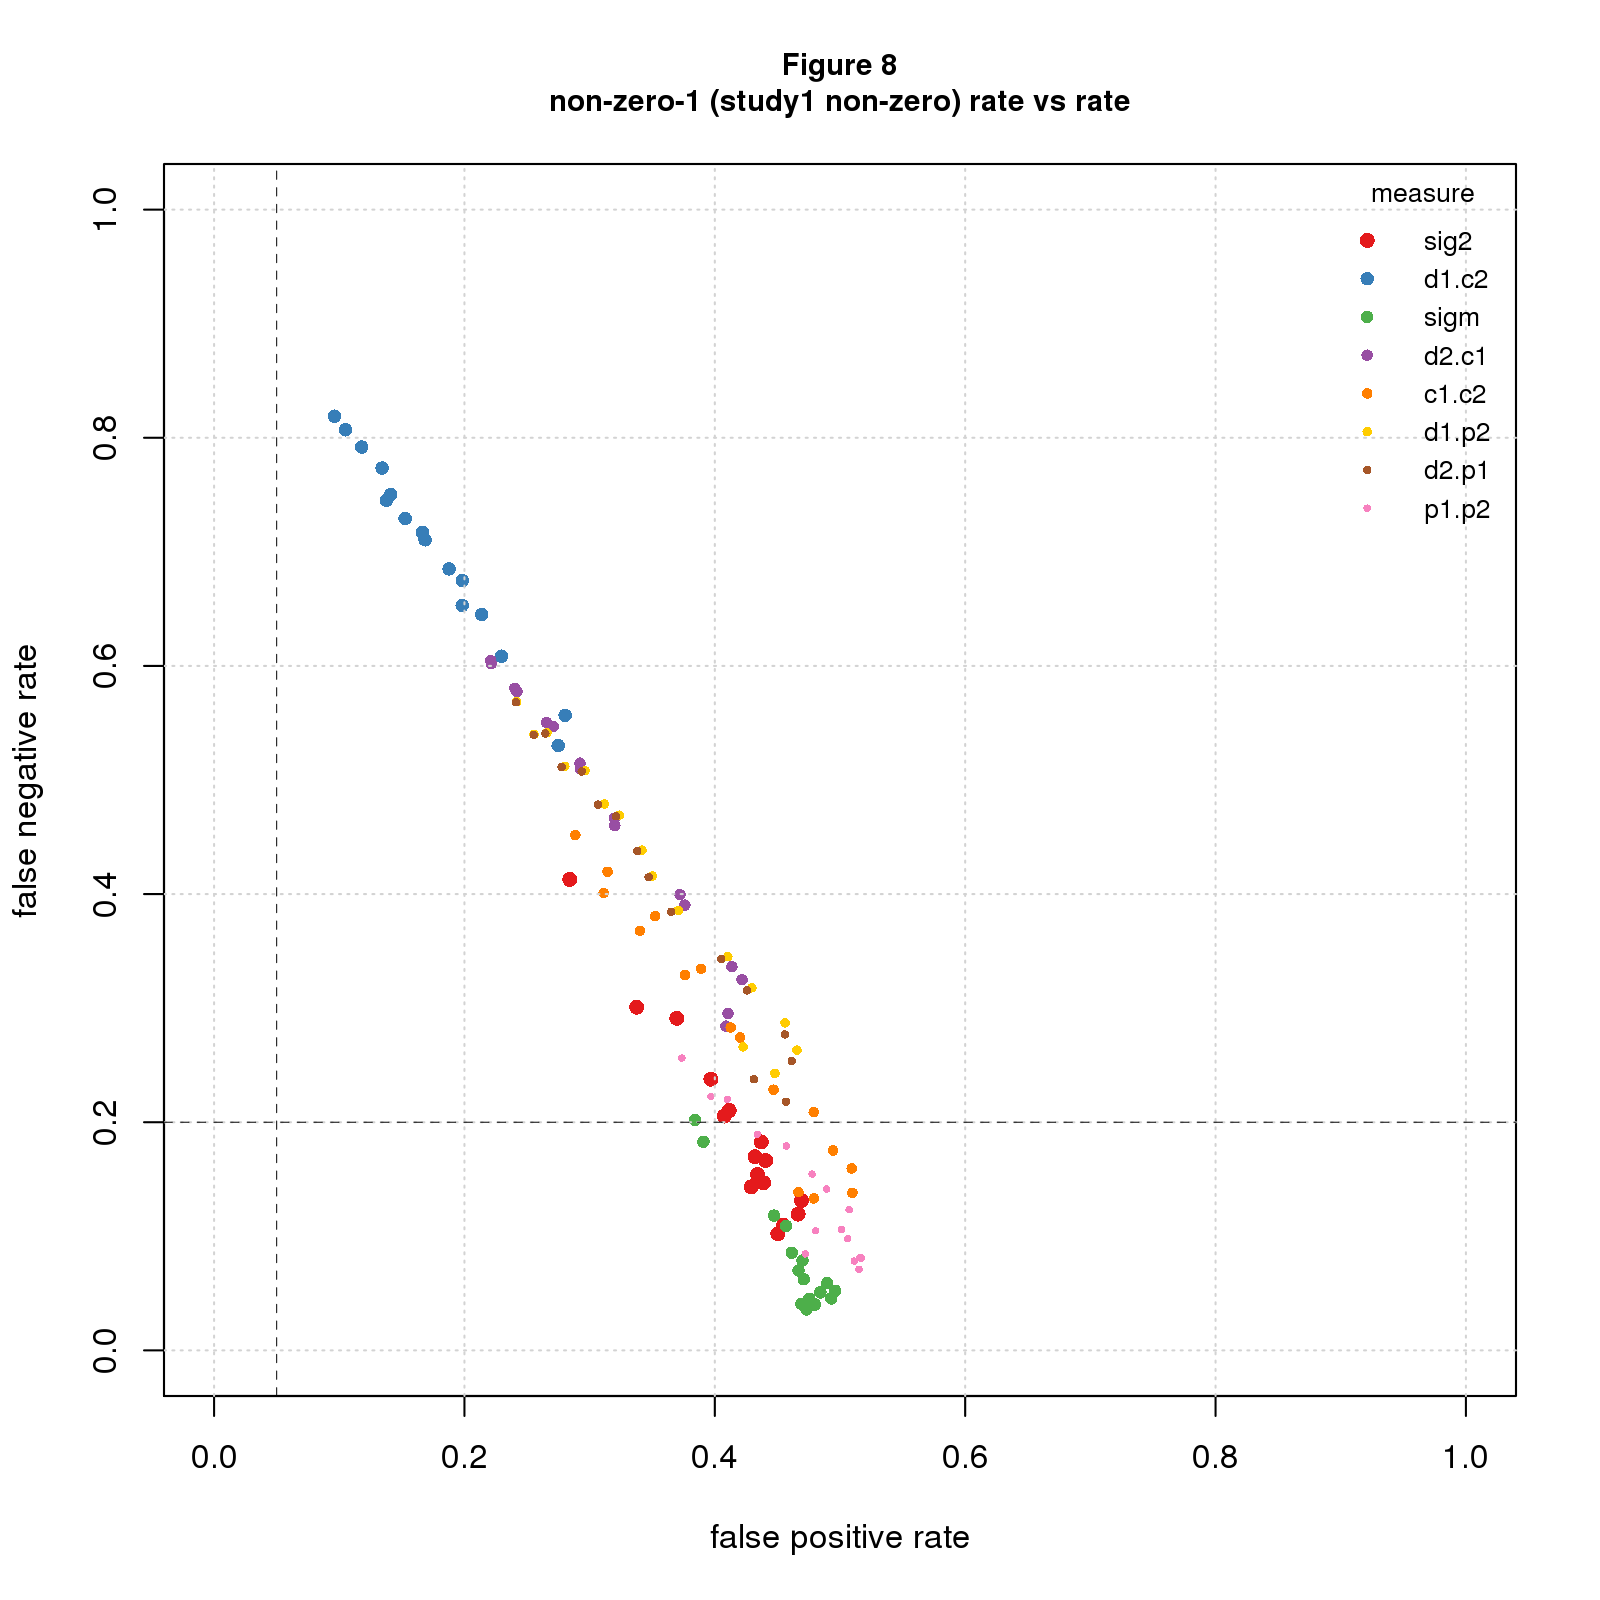 Figure 8
non-zero-1 (study1 non-zero) rate vs rate
measure
sig2
d1.c2
sigm
d2.c1
c1.c2
d1.p2
d2.p1
p1.p2
false negative rate
1.0
0.8
0.6
0.4
0.2
0.0
0.0 0.2 0.4 0.6 0.8 1.0
false positive rate